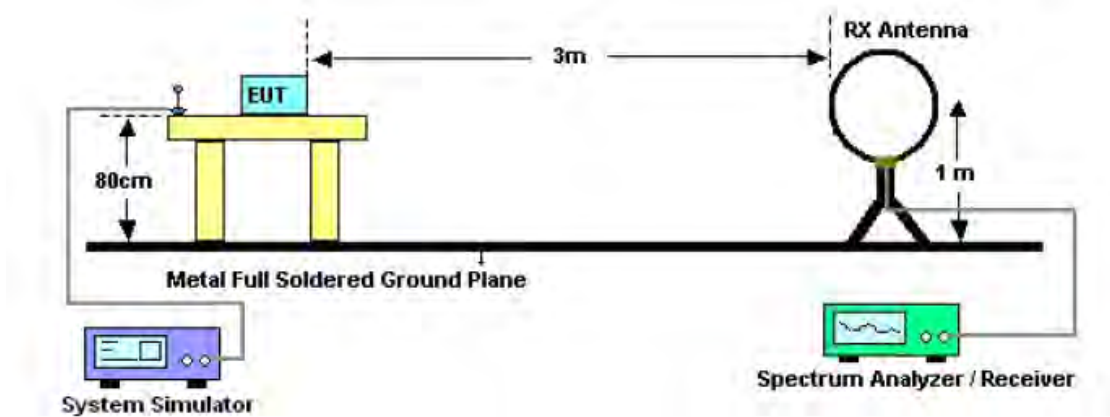 RX Antenna
3m
EUT
80cm
1 m
Metal Full Soldered Ground Plane
Spectrum Analyzer / Receiver
System Simulator